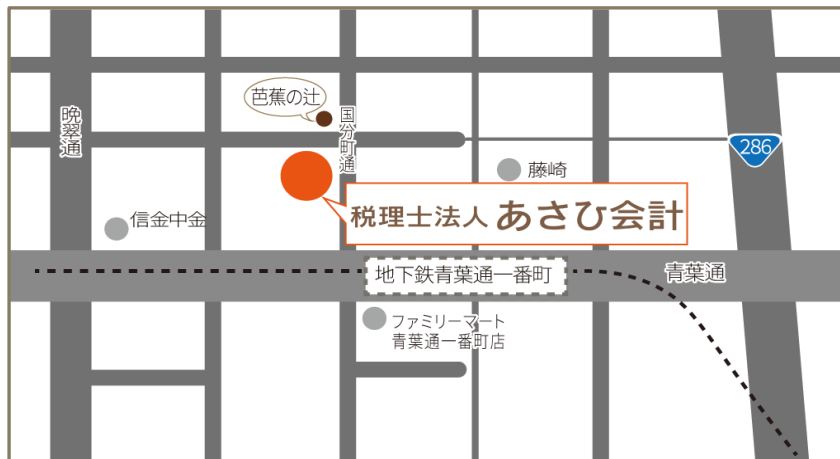 晩翠通
芭蕉の辻
国分町通
286
藤崎
税理士法人 あさひ会計
信金中金
地下鉄青葉通一番町
青葉通
ファミリーマート
青葉通一番町店